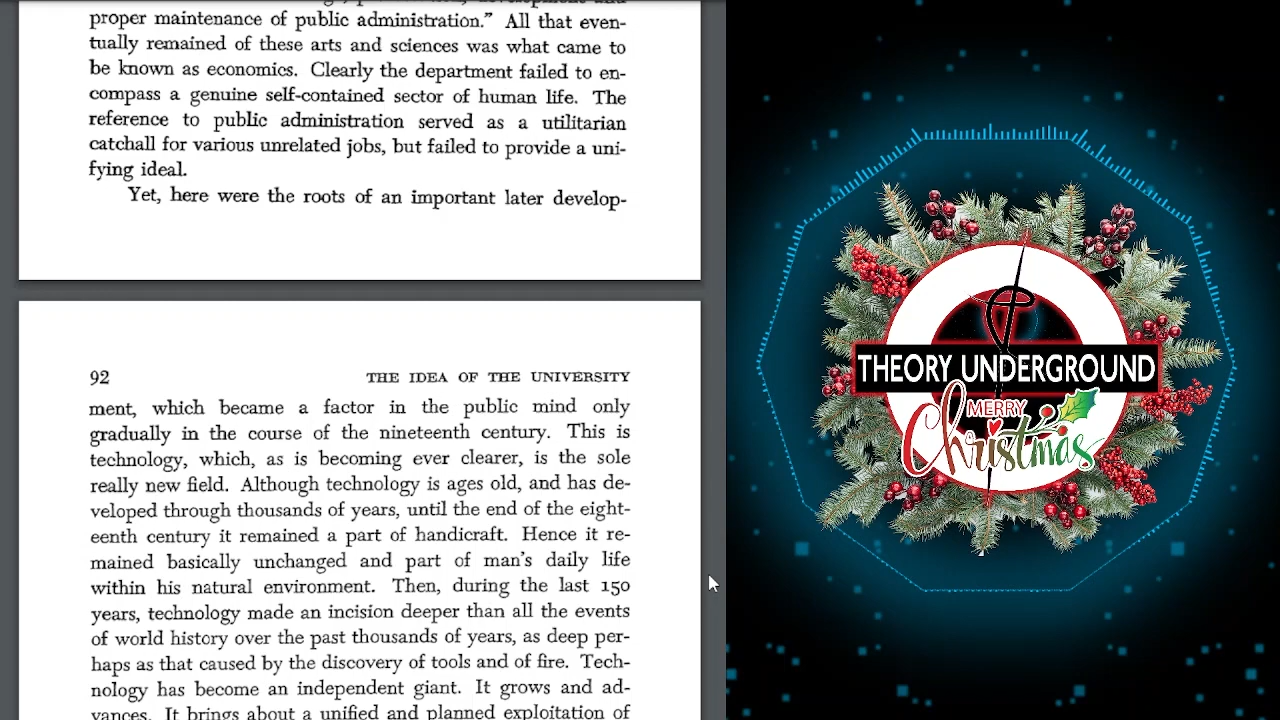 proper maintenance of public administration.” All that even-
tually remained of these arts and sciences was what came to
be known as economics. Clearly the department failed to en-
compass a genuine self-contained sector of human life. The
reference to public administration served as a utilitarian
catchall for various unrelated jobs, but failed to provide a uni-
fying ideal.
Yet, here were the roots of an important later develop-
92 THE IDEA OF THE UNIVERSITY
ment, which became a factor in the public mind only
gradually in the course of the nineteenth century. This is
technology, which, as is becoming ever clearer, is the sole
really new field. Although technology is ages old, and has de-
veloped through thousands of years, until the end of the eight-
eenth century it remained a part of handicraft. Hence it re-
mained basically unchanged and part of man’s daily life
within his natural environment. Then, during the last 150
years, technology made an incision deeper than all the events
of world history over the past thousands of years, as deep per-
haps as that caused by the discovery of tools and of fire. Tech-
nology has become an independent giant. It grows and ad-
vances. It brings about a unified and planned exploitation of
THEORY UNDERGROUND
MERRY
Christmas